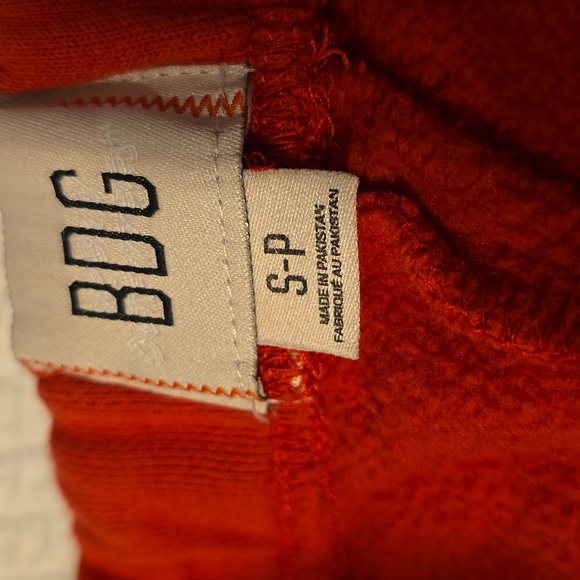 BDG
S-P
MADE IN PAKISTAN
FABRIQUÉ AU PAKISTAN